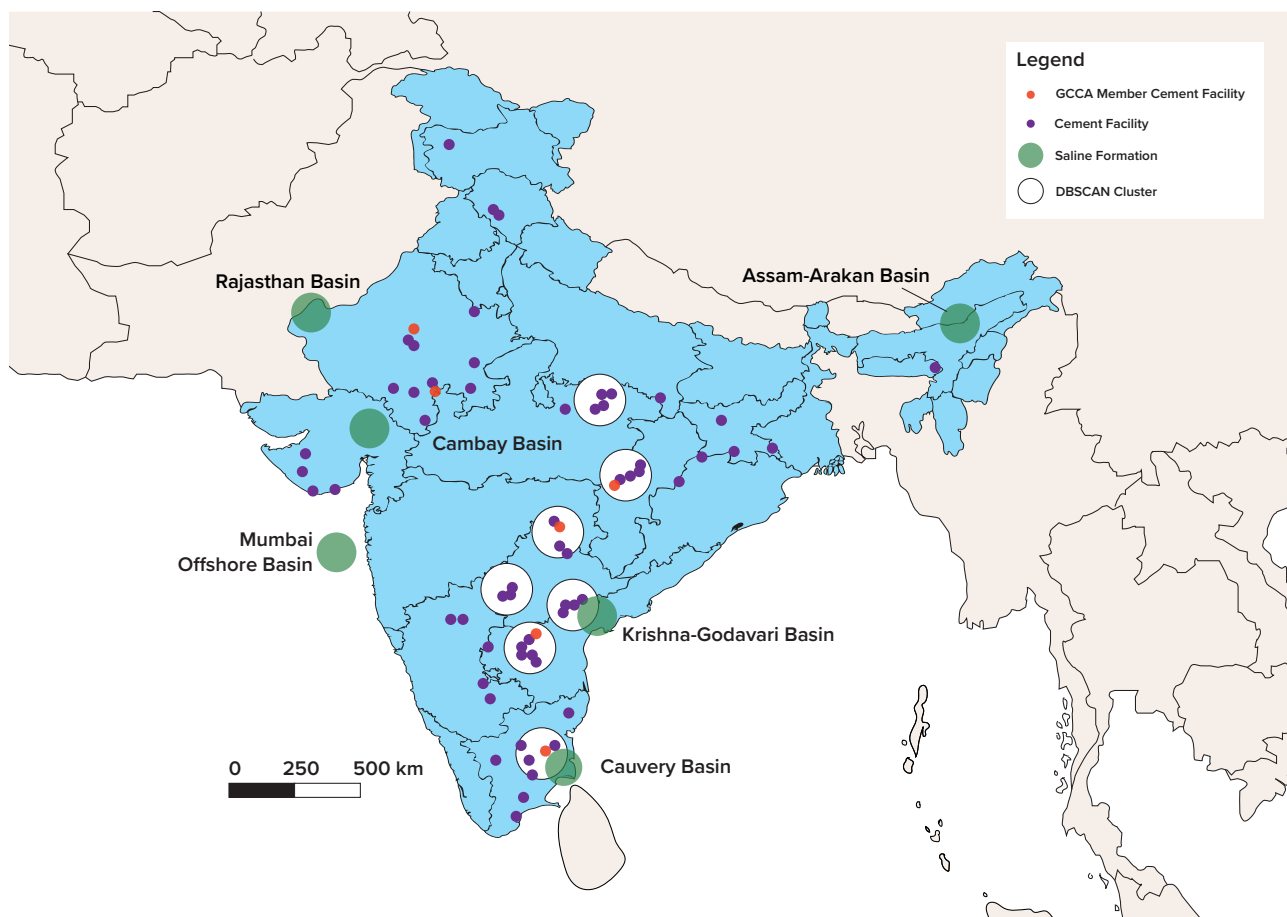 Legend
GCCA Member Cement Facility
Cement Facility
Saline Formation
DBSCAN Cluster
Rajasthan Basin
Assam-Arakan Basin
Cambay Basin
Mumbai
Offshore Basin
Krishna-Godavari Basin
Cauvery Basin
0 250 500 km